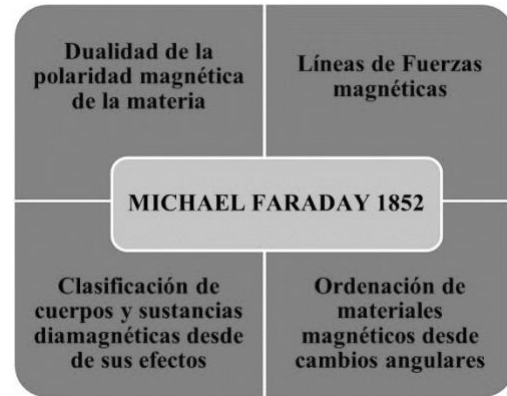 Dualidad de la
polaridad magnética
de la materia
Líneas de Fuerzas
magnéticas
MICHAEL FARADAY 1852
Clasificación de
cuerpos y sustancias
diamagnéticas desde
de sus efectos
Ordenación de
materiales
magnéticos desde
cambios angulares